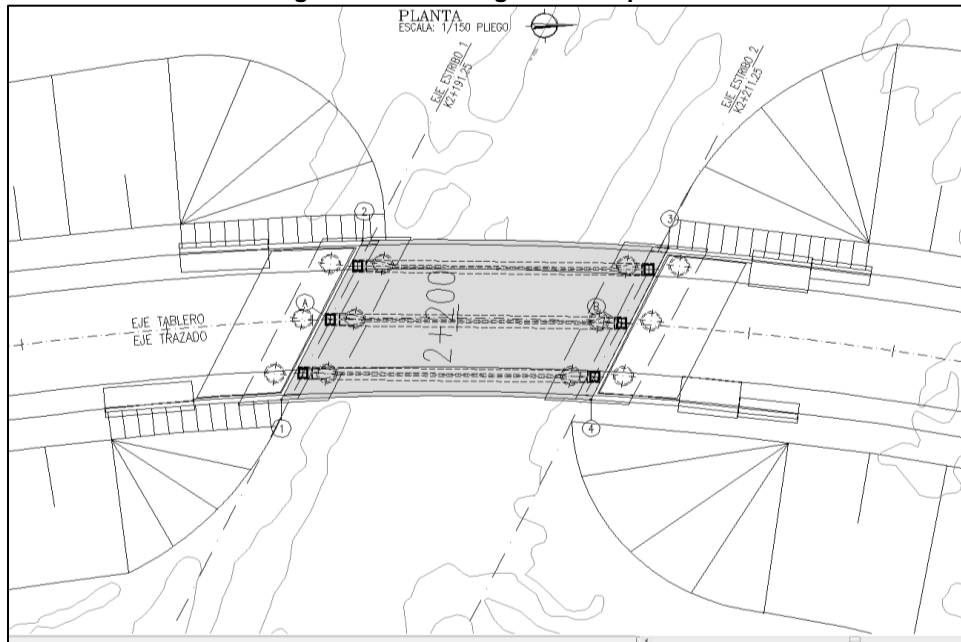 PLANTA
ESCALA: 1/150 PLIEGO
EJE ESTRIBO 1
K2+191.25
EJE ESTRIBO 2
K2+211.25
2
3
A
B
2+200
EJE TABLERO
EJE TRAZADO
1
4